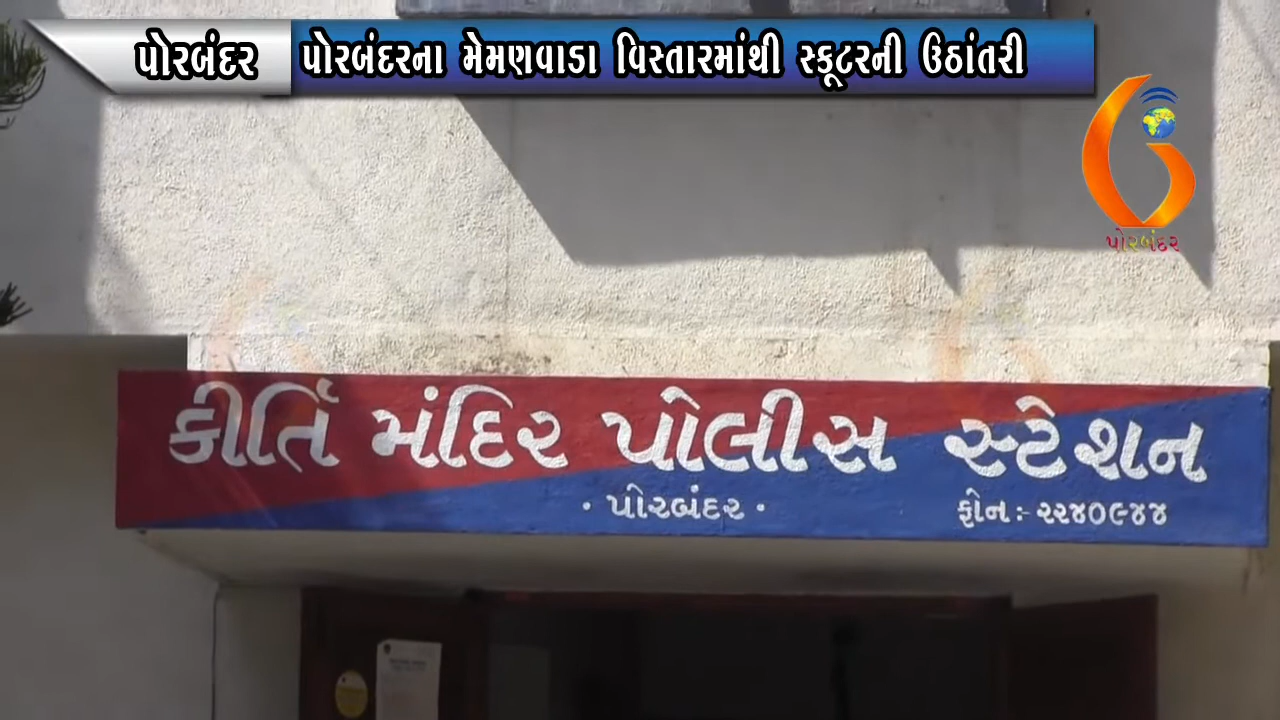 પોરબંદર
પોરબંદરના મેમણવાડા વિસ્તારમાંથી સ્કૂટરની ઉઠાંતરી
પોરબંદર
કીર્તિ મંદિર પોલીસ સ્ટેશન
• પોરબંદર •
ફોન :- ૨૨૪૦૯૪૪